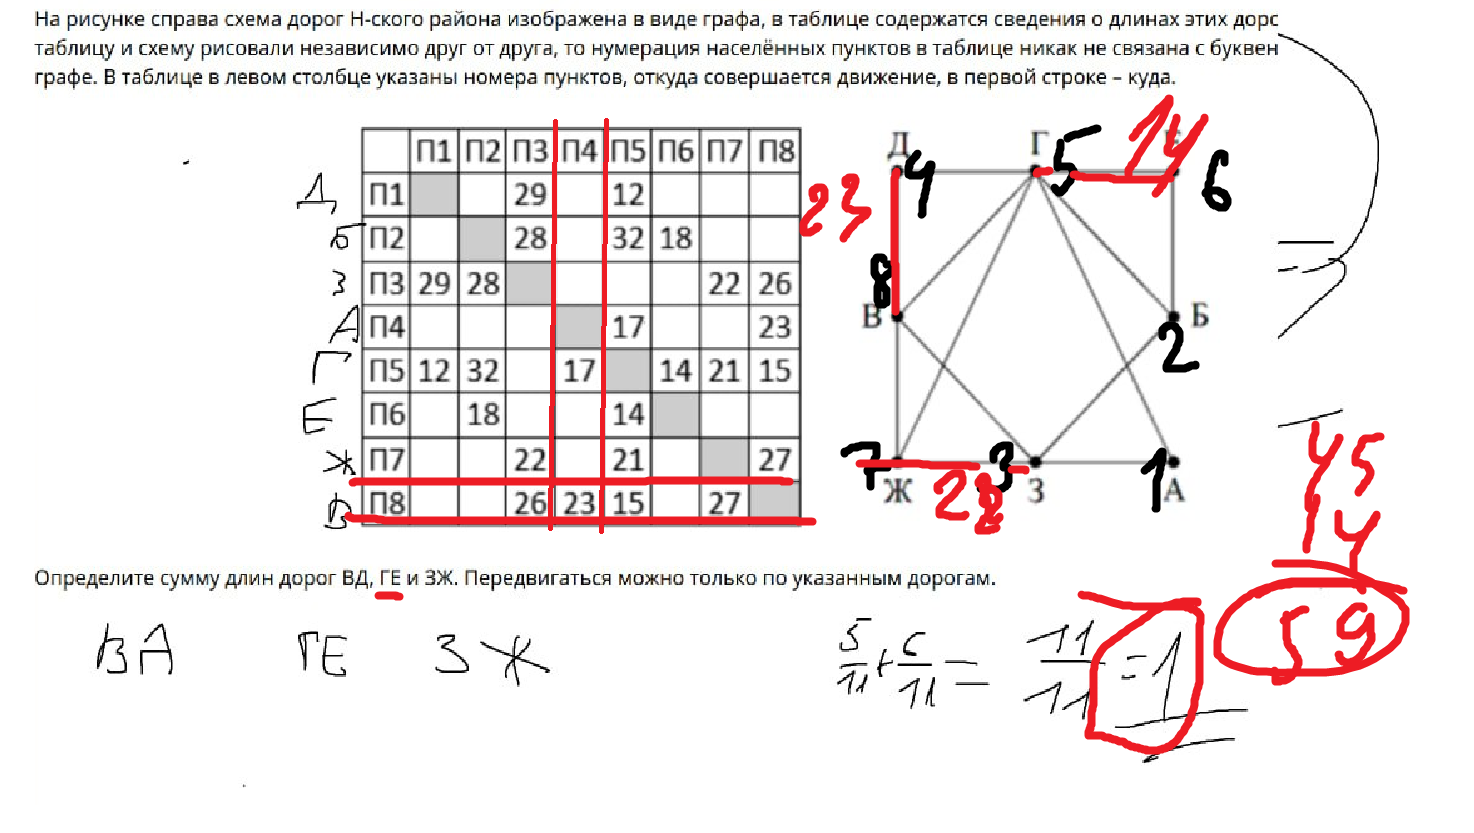 На рисунке справа схема дорог Н-ского района изображена в виде графа, в таблице содержатся сведения о длинах этих
таблицу и схему рисовали независимо друг от друга, то нумерация населённых пунктов в таблице никак не связана с
графе. В таблице в левом столбце указаны номера пунктов, откуда совершается движение, в первой строке – куда.
П1 П2 П3 П4 П5 П6 П7 П8
Д П1 29 12
Б П2 28 32 18
З П3 29 28 22 26
А П4 17 23
Г П5 12 32 17 14 21 15
Е П6 18 14
Ж П7 22 21 27
В П8 26 23 15 27
Д 4 Г 5 14 6
23
8
В Б
2
7 3 1
Ж 22 З А
45
14
59
Определите сумму длин дорог ВД, ГЕ и ЗЖ. Передвигаться можно только по указанным дорогам.
ВД ГЕ ЗЖ
5/11 + 6/11 = 11/11 = 1